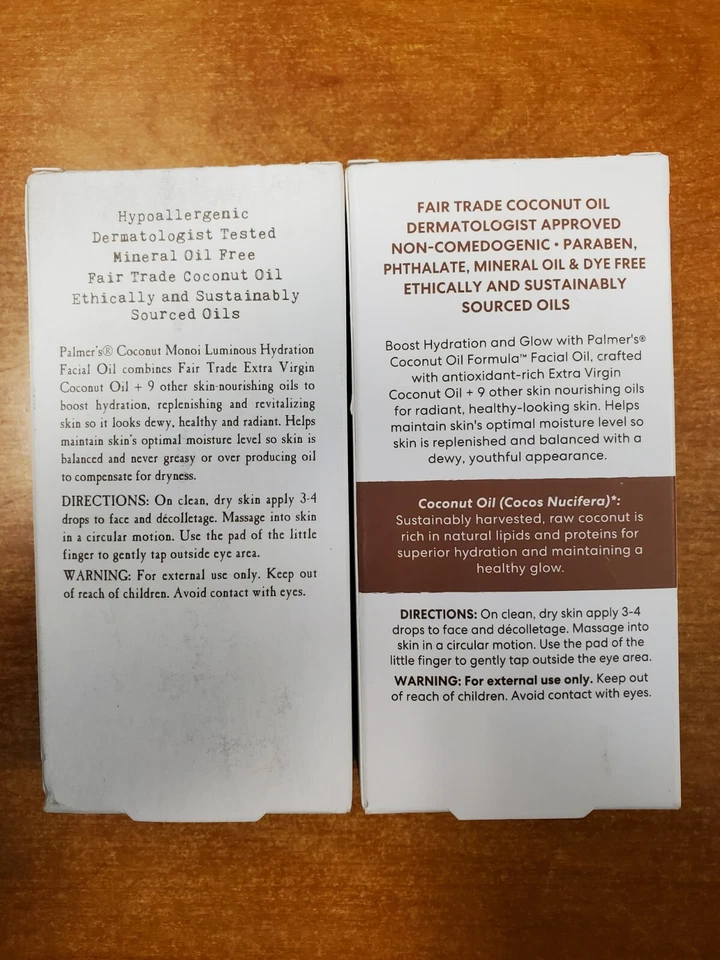 Hypoallergenic
Dermatologist Tested
Mineral Oil Free
Fair Trade Coconut Oil
Ethically and Sustainably
Sourced Oils
Palmer's® Coconut Monoi Luminous Hydration
Facial Oil combines Fair Trade Extra Virgin
Coconut Oil + 9 other skin-nourishing oils to
boost hydration, replenishing and revitalizing
skin so it looks dewy, healthy and radiant. Helps
maintain skin's optimal moisture level so skin is
balanced and never greasy or over producing oil
to compensate for dryness.
DIRECTIONS: On clean, dry skin apply 3-4
drops to face and décolletage. Massage into skin
in a circular motion. Use the pad of the little
finger to gently tap outside eye area.
WARNING: For external use only. Keep out
of reach of children. Avoid contact with eyes.
FAIR TRADE COCONUT OIL
DERMATOLOGIST APPROVED
NON-COMEDOGENIC • PARABEN,
PHTHALATE, MINERAL OIL & DYE FREE
ETHICALLY AND SUSTAINABLY
SOURCED OILS
Boost Hydration and Glow with Palmer's®
Coconut Oil Formula™ Facial Oil, crafted
with antioxidant-rich Extra Virgin
Coconut Oil + 9 other skin nourishing oils
for radiant, healthy-looking skin. Helps
maintain skin's optimal moisture level so
skin is replenished and balanced with a
dewy, youthful appearance.
Coconut Oil (Cocos Nucifera)*:
Sustainably harvested, raw coconut is
rich in natural lipids and proteins for
superior hydration and maintaining a
healthy glow.
DIRECTIONS: On clean, dry skin apply 3-4
drops to face and décolletage. Massage into
skin in a circular motion. Use the pad of the
little finger to gently tap outside the eye area.
WARNING: For external use only. Keep out
of reach of children. Avoid contact with eyes.